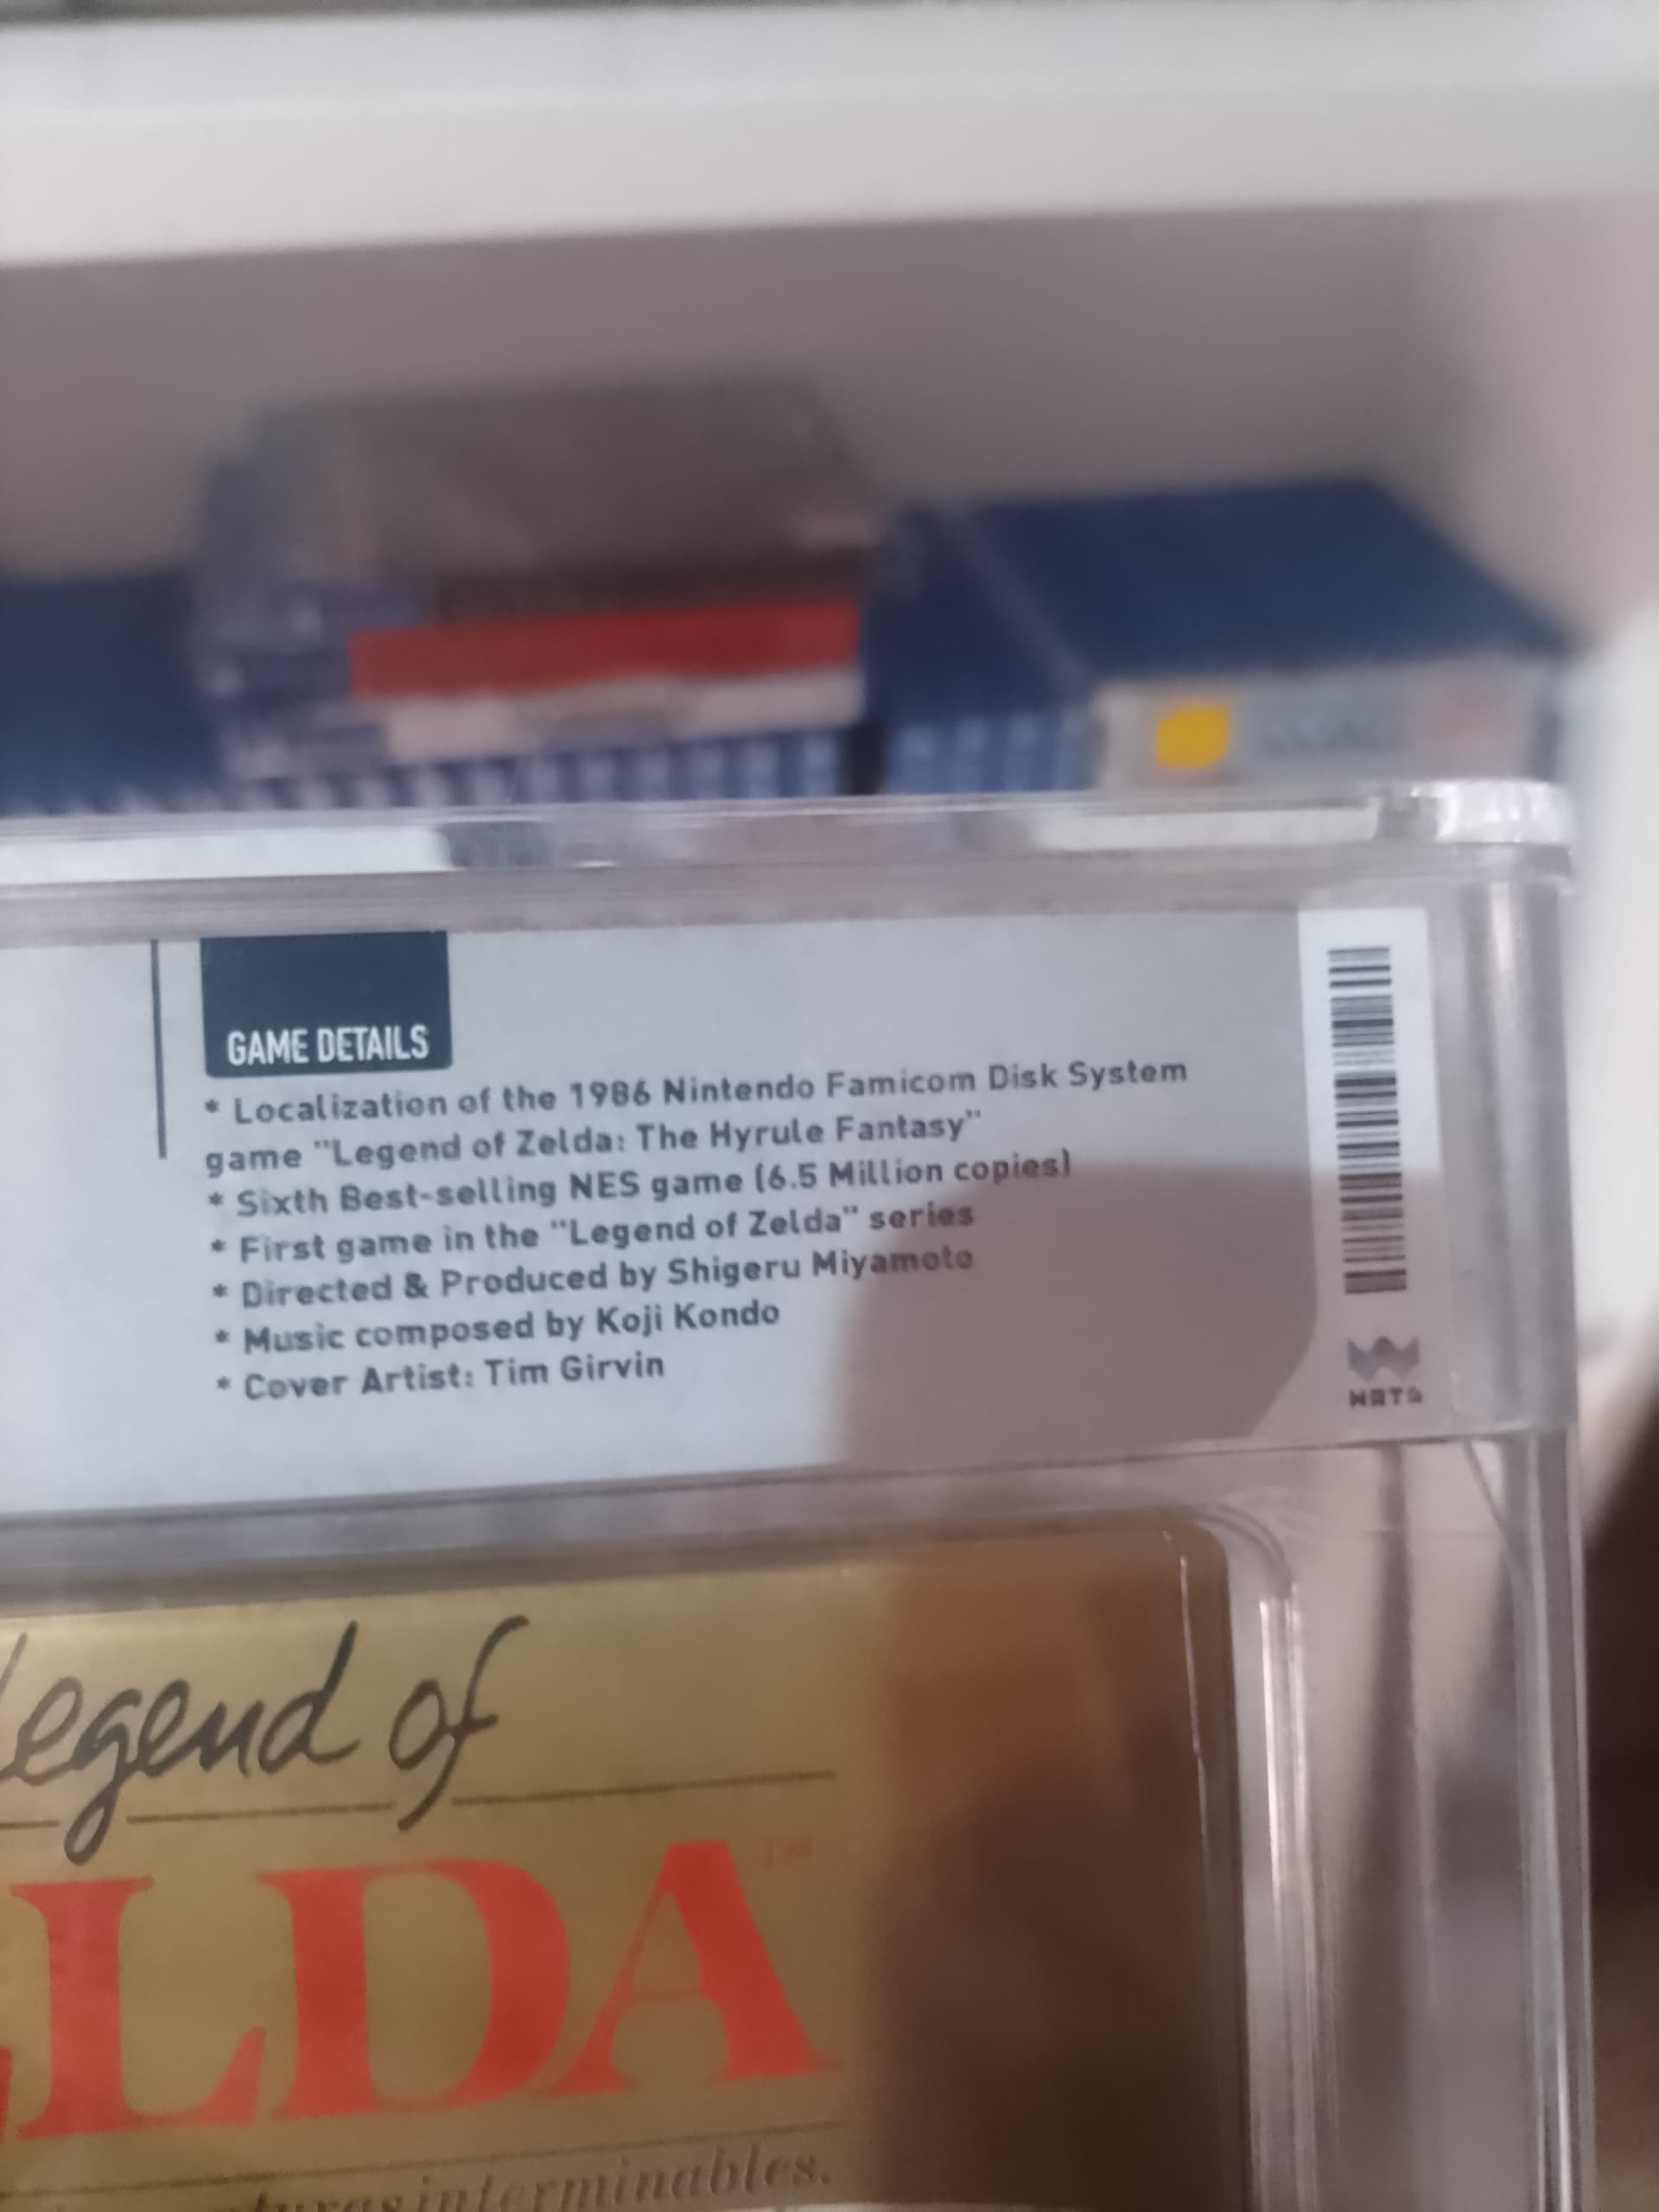 GAME DETAILS
* Localization of the 1986 Nintendo Famicom Disk System
game "Legend of Zelda: The Hyrule Fantasy"
* Sixth Best-selling NES game (6.5 Million copies)
* First game in the "Legend of Zelda" series
* Directed & Produced by Shigeru Miyamoto
* Music composed by Koji Kondo
* Cover Artist: Tim Girvin
WATA
Legend of
ELDA™
interminables.